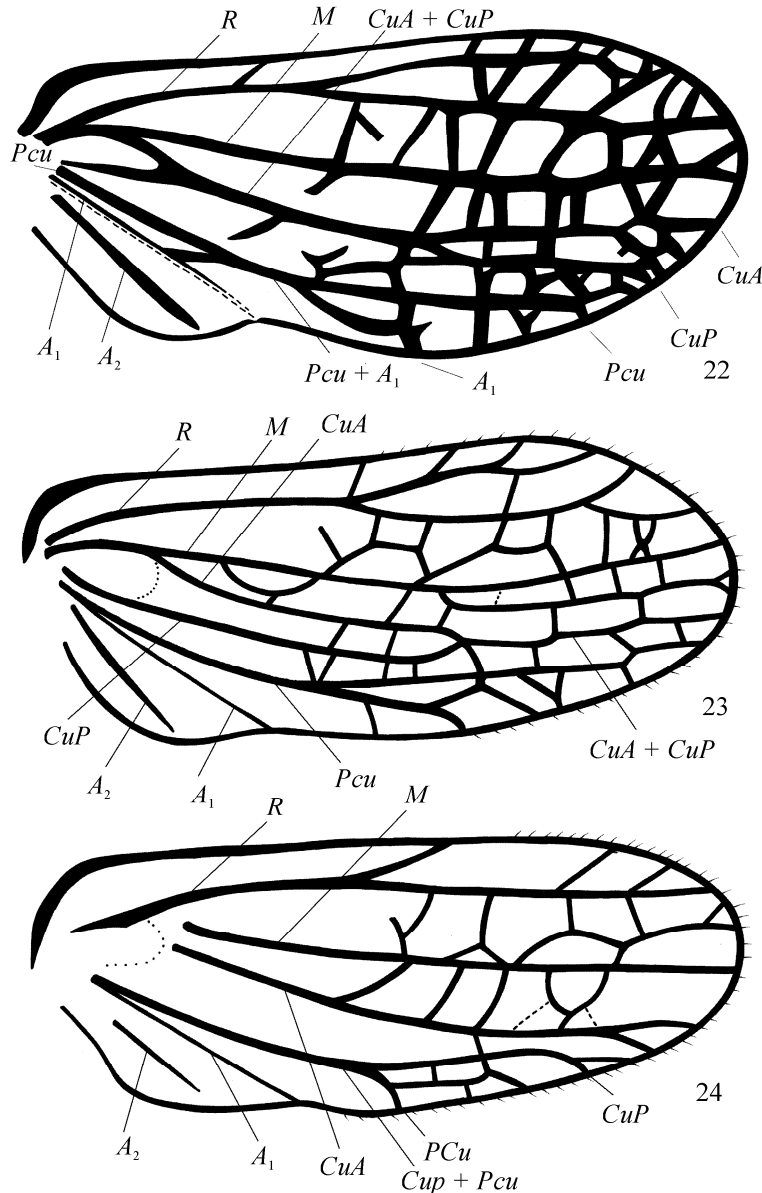 R M CuA + CuP
Pcu
CuA
CuP
A₁ A₂ Pcu + A₁ A₁ Pcu 22
R M CuA
23
CuP A₂ A₁ Pcu CuA + CuP
R M
24
CuP
A₂ A₁ CuA PCu
Cup + Pcu